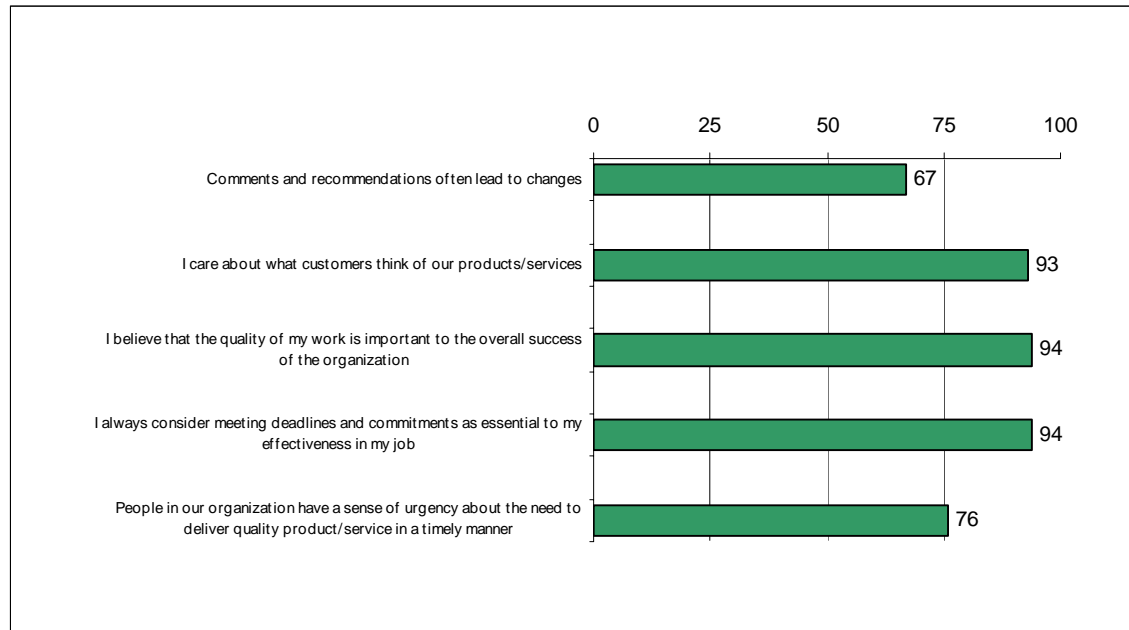 0 25 50 75 100
Comments and recommendations often lead to changes 67
I care about what customers think of our products/services 93
I believe that the quality of my work is important to the overall success
of the organization 94
I always consider meeting deadlines and commitments as essential to my
effectiveness in my job 94
People in our organization have a sense of urgency about the need to
deliver quality product/service in a timely manner 76